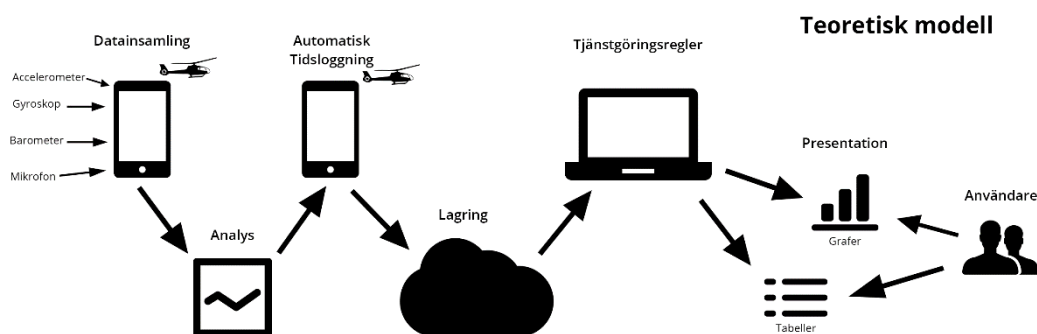 Teoretisk modell
Datainsamling
Accelerometer
Gyroskop
Barometer
Mikrofon
Analys
Automatisk
Tidsloggning
Lagring
Tjänstgöringsregler
Presentation
Grafer
Tabeller
Användare